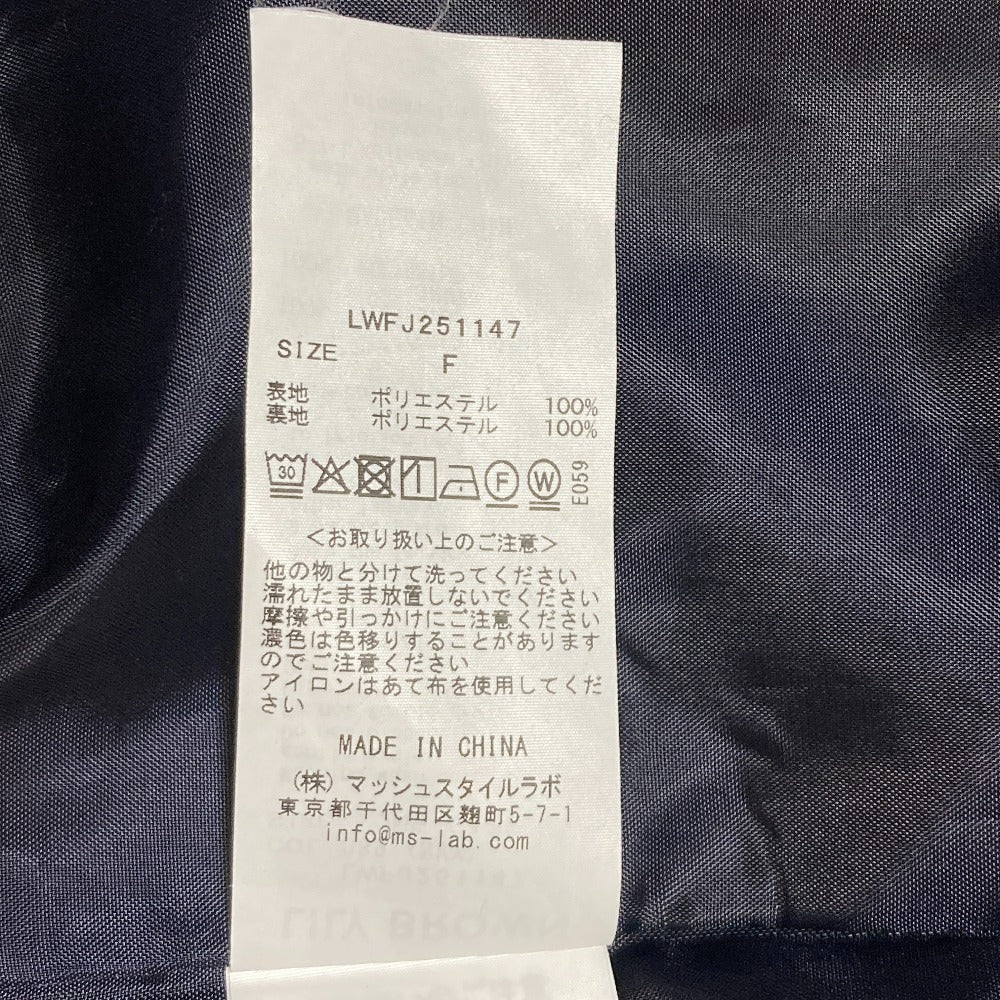 LWFJ251147
SIZE F
表地 ポリエステル 100%
裏地 ポリエステル 100%
30 F W E059
＜お取り扱い上のご注意＞
他の物と分けて洗ってください
濡れたまま放置しないでください
摩擦や引っかけにご注意ください
濃色は色移りすることがあります
のでご注意ください
アイロンはあて布を使用してくだ
さい
MADE IN CHINA
(株) マッシュスタイルラボ
東京都千代田区麹町5-7-1
info@ms-lab.com
LWFJ251147
LILY BROWN